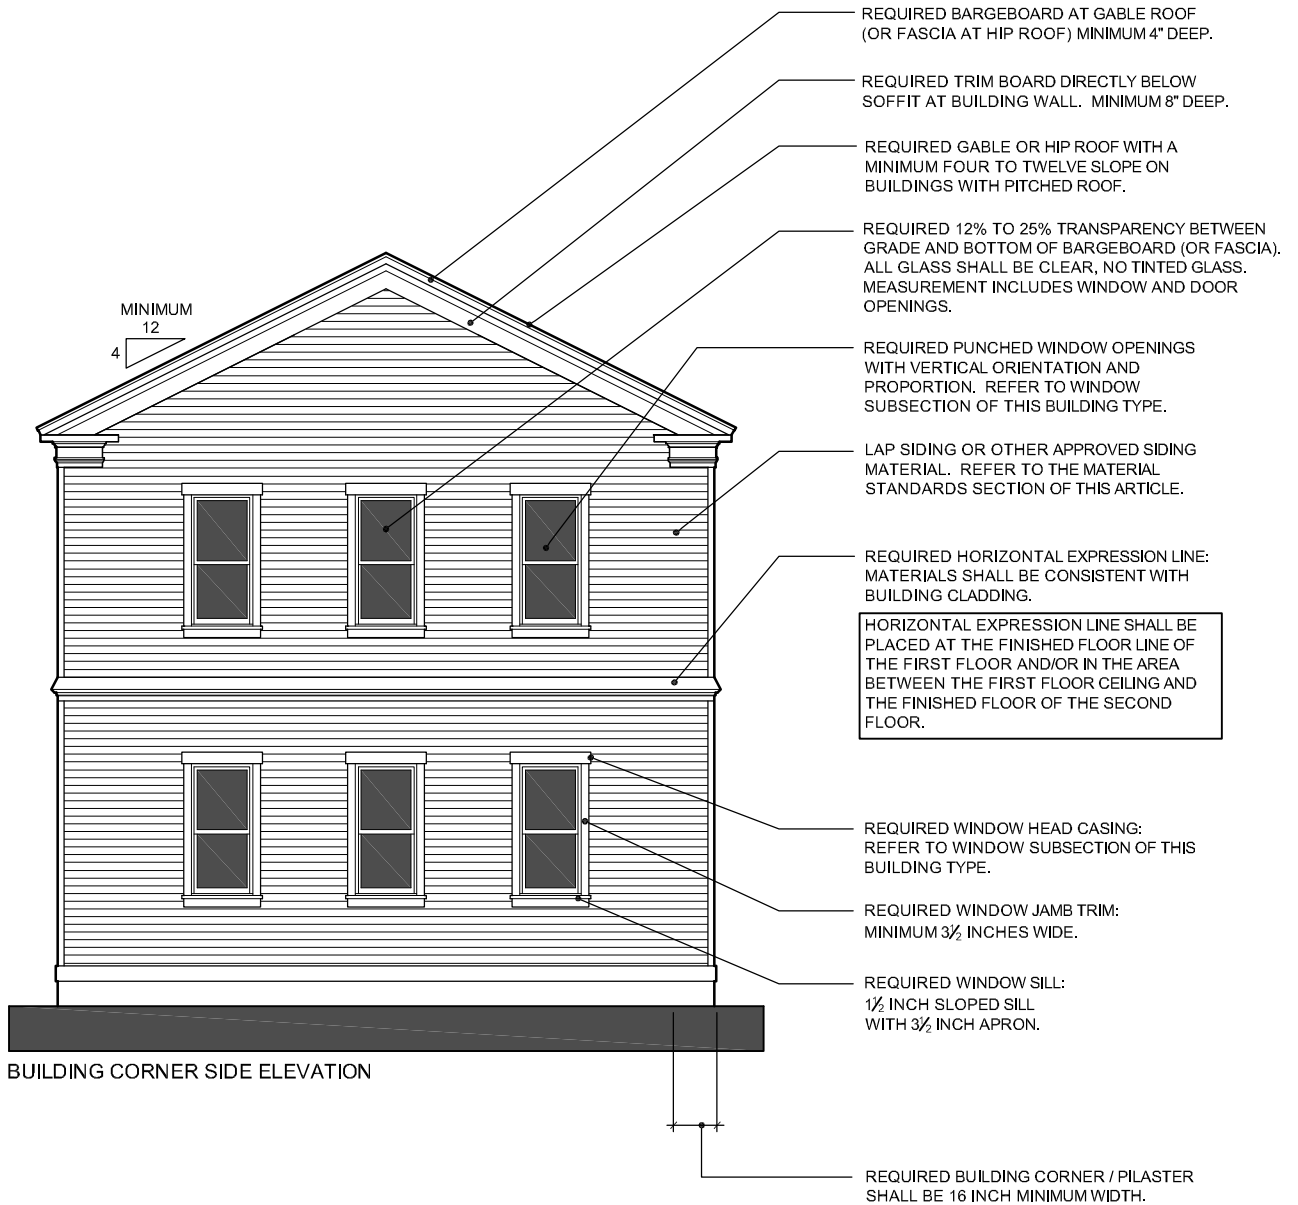 REQUIRED BARGEBOARD AT GABLE ROOF
(OR FASCIA AT HIP ROOF) MINIMUM 4" DEEP.
REQUIRED TRIM BOARD DIRECTLY BELOW
SOFFIT AT BUILDING WALL.  MINIMUM 8" DEEP.
REQUIRED GABLE OR HIP ROOF WITH A
MINIMUM FOUR TO TWELVE SLOPE ON
BUILDINGS WITH PITCHED ROOF.
REQUIRED 12% TO 25% TRANSPARENCY BETWEEN
GRADE AND BOTTOM OF BARGEBOARD (OR FASCIA).
ALL GLASS SHALL BE CLEAR, NO TINTED GLASS.
MEASUREMENT INCLUDES WINDOW AND DOOR
OPENINGS.
MINIMUM
12
4
REQUIRED PUNCHED WINDOW OPENINGS
WITH VERTICAL ORIENTATION AND
PROPORTION.  REFER TO WINDOW
SUBSECTION OF THIS BUILDING TYPE.
LAP SIDING OR OTHER APPROVED SIDING
MATERIAL.  REFER TO THE MATERIAL
STANDARDS SECTION OF THIS ARTICLE.
REQUIRED HORIZONTAL EXPRESSION LINE:
MATERIALS SHALL BE CONSISTENT WITH
BUILDING CLADDING.
HORIZONTAL EXPRESSION LINE SHALL BE
PLACED AT THE FINISHED FLOOR LINE OF
THE FIRST FLOOR AND/OR IN THE AREA
BETWEEN THE FIRST FLOOR CEILING AND
THE FINISHED FLOOR OF THE SECOND
FLOOR.
REQUIRED WINDOW HEAD CASING:
REFER TO WINDOW SUBSECTION OF THIS
BUILDING TYPE.
REQUIRED WINDOW JAMB TRIM:
MINIMUM 3½ INCHES WIDE.
REQUIRED WINDOW SILL:
1½ INCH SLOPED SILL
WITH 3½ INCH APRON.
BUILDING CORNER SIDE ELEVATION
REQUIRED BUILDING CORNER / PILASTER
SHALL BE 16 INCH MINIMUM WIDTH.